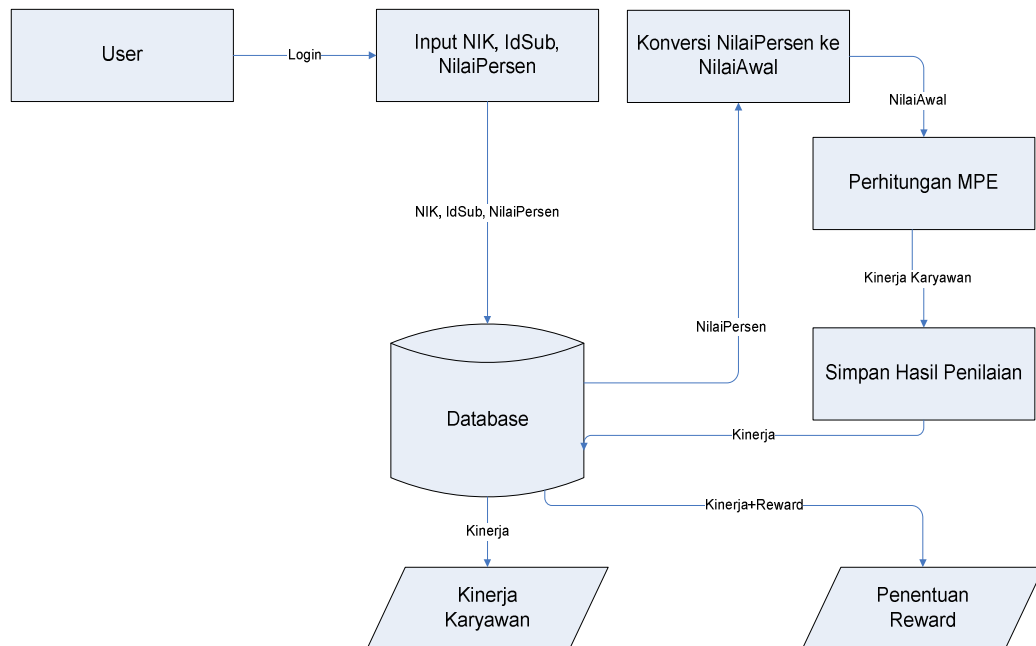 User
Login
Input NIK, IdSub,
NilaiPersen
Konversi NilaiPersen ke
NilaiAwal
NilaiAwal
Perhitungan MPE
NIK, IdSub, NilaiPersen
Kinerja Karyawan
NilaiPersen
Simpan Hasil Penilaian
Database
Kinerja
Kinerja+Reward
Kinerja
Kinerja
Karyawan
Penentuan
Reward